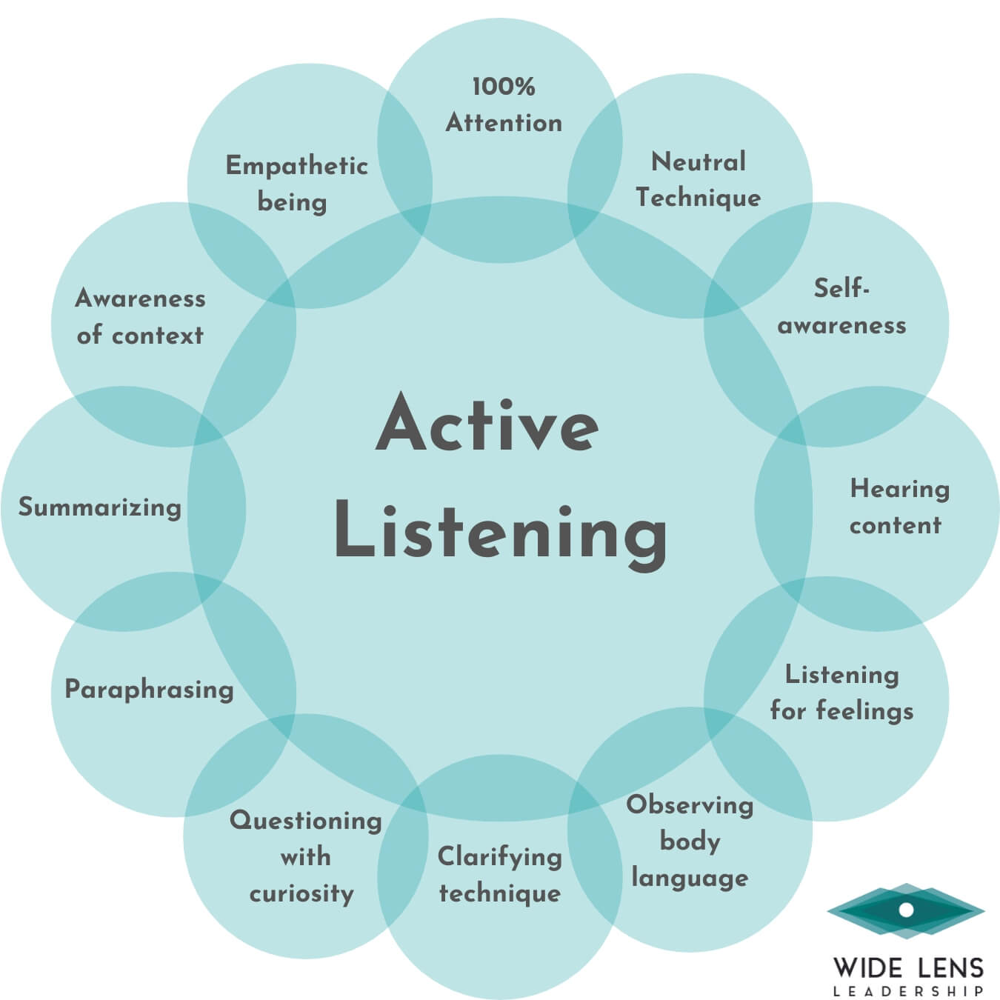 100%
Attention
Neutral
Technique
Self-
awareness
Hearing
content
Listening
for feelings
Observing
body
language
Clarifying
technique
Questioning
with
curiosity
Paraphrasing
Summarizing
Awareness
of context
Empathetic
being
Active
Listening
WIDE LENS
LEADERSHIP